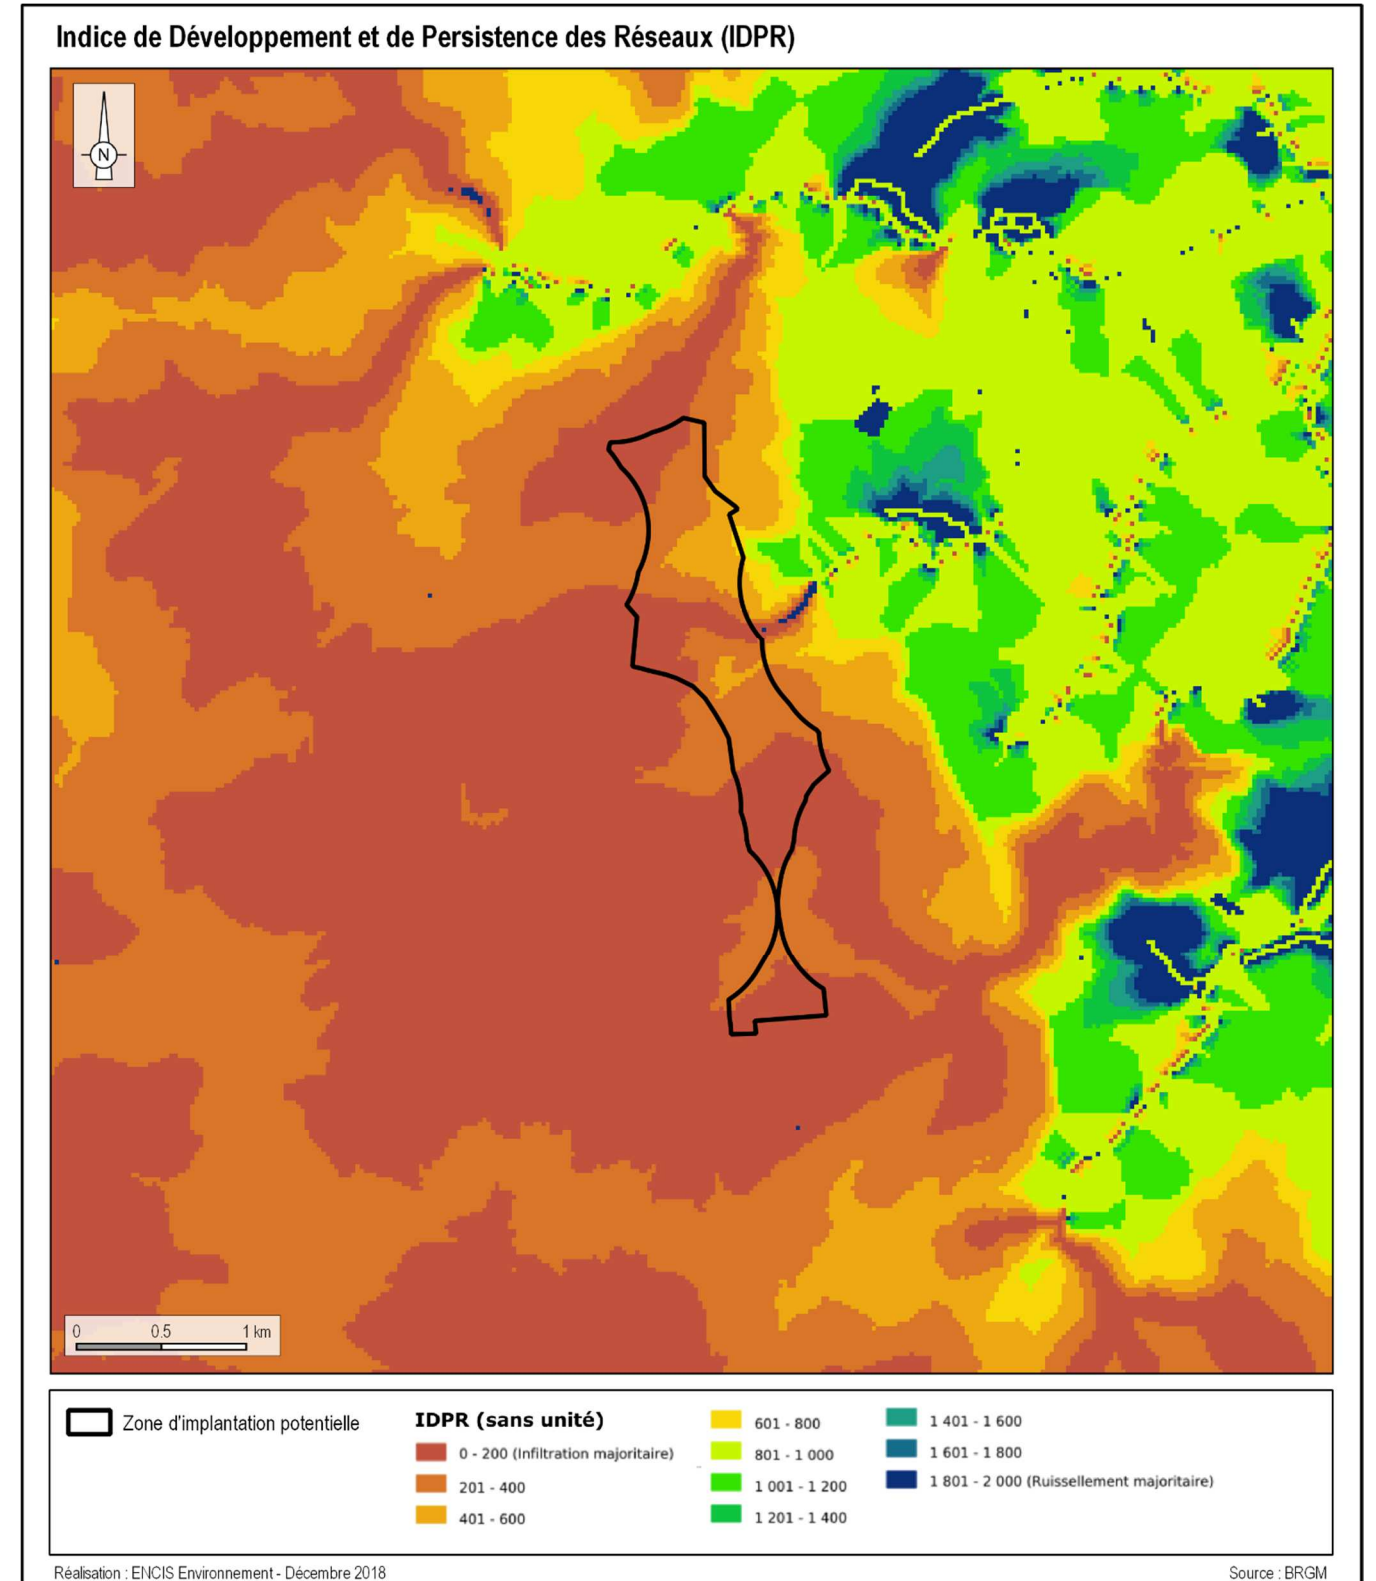 Indice de Développement et de Persistence des Réseaux (IDPR)
N
0 0.5 1 km
Zone d'implantation potentielle
IDPR (sans unité)
0 - 200 (Infiltration majoritaire)
201 - 400
401 - 600
601 - 800
801 - 1 000
1 001 - 1 200
1 201 - 1 400
1 401 - 1 600
1 601 - 1 800
1 801 - 2 000 (Ruissellement majoritaire)
Réalisation : ENCIS Environnement - Décembre 2018
Source : BRGM